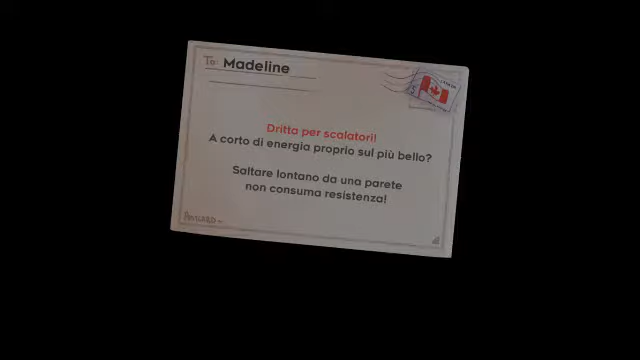 To: Madeline
Dritta per scalatori!
A corto di energia proprio sul più bello?
Saltare lontano da una parete
non consuma resistenza!